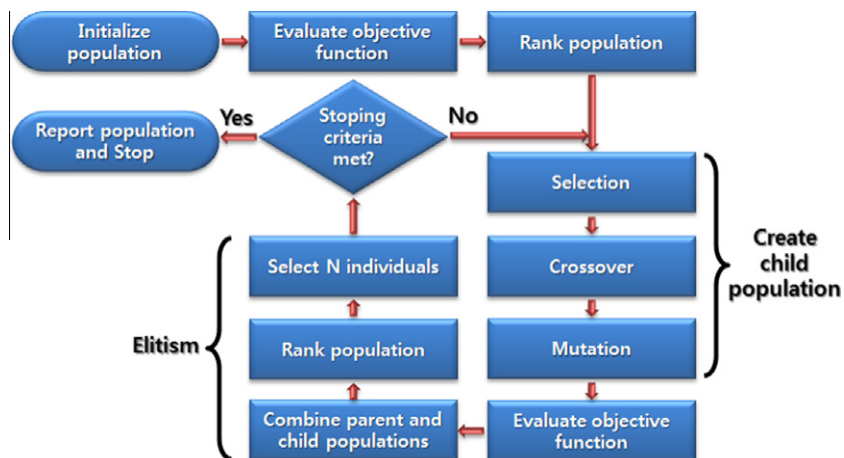 Initialize
population
Evaluate objective
function
Rank population
Report population
and Stop
Yes
Stoping
criteria
met?
No
Selection
Crossover
Mutation
Create
child
population
Evaluate objective
function
Combine parent and
child populations
Rank population
Select N individuals
Elitism